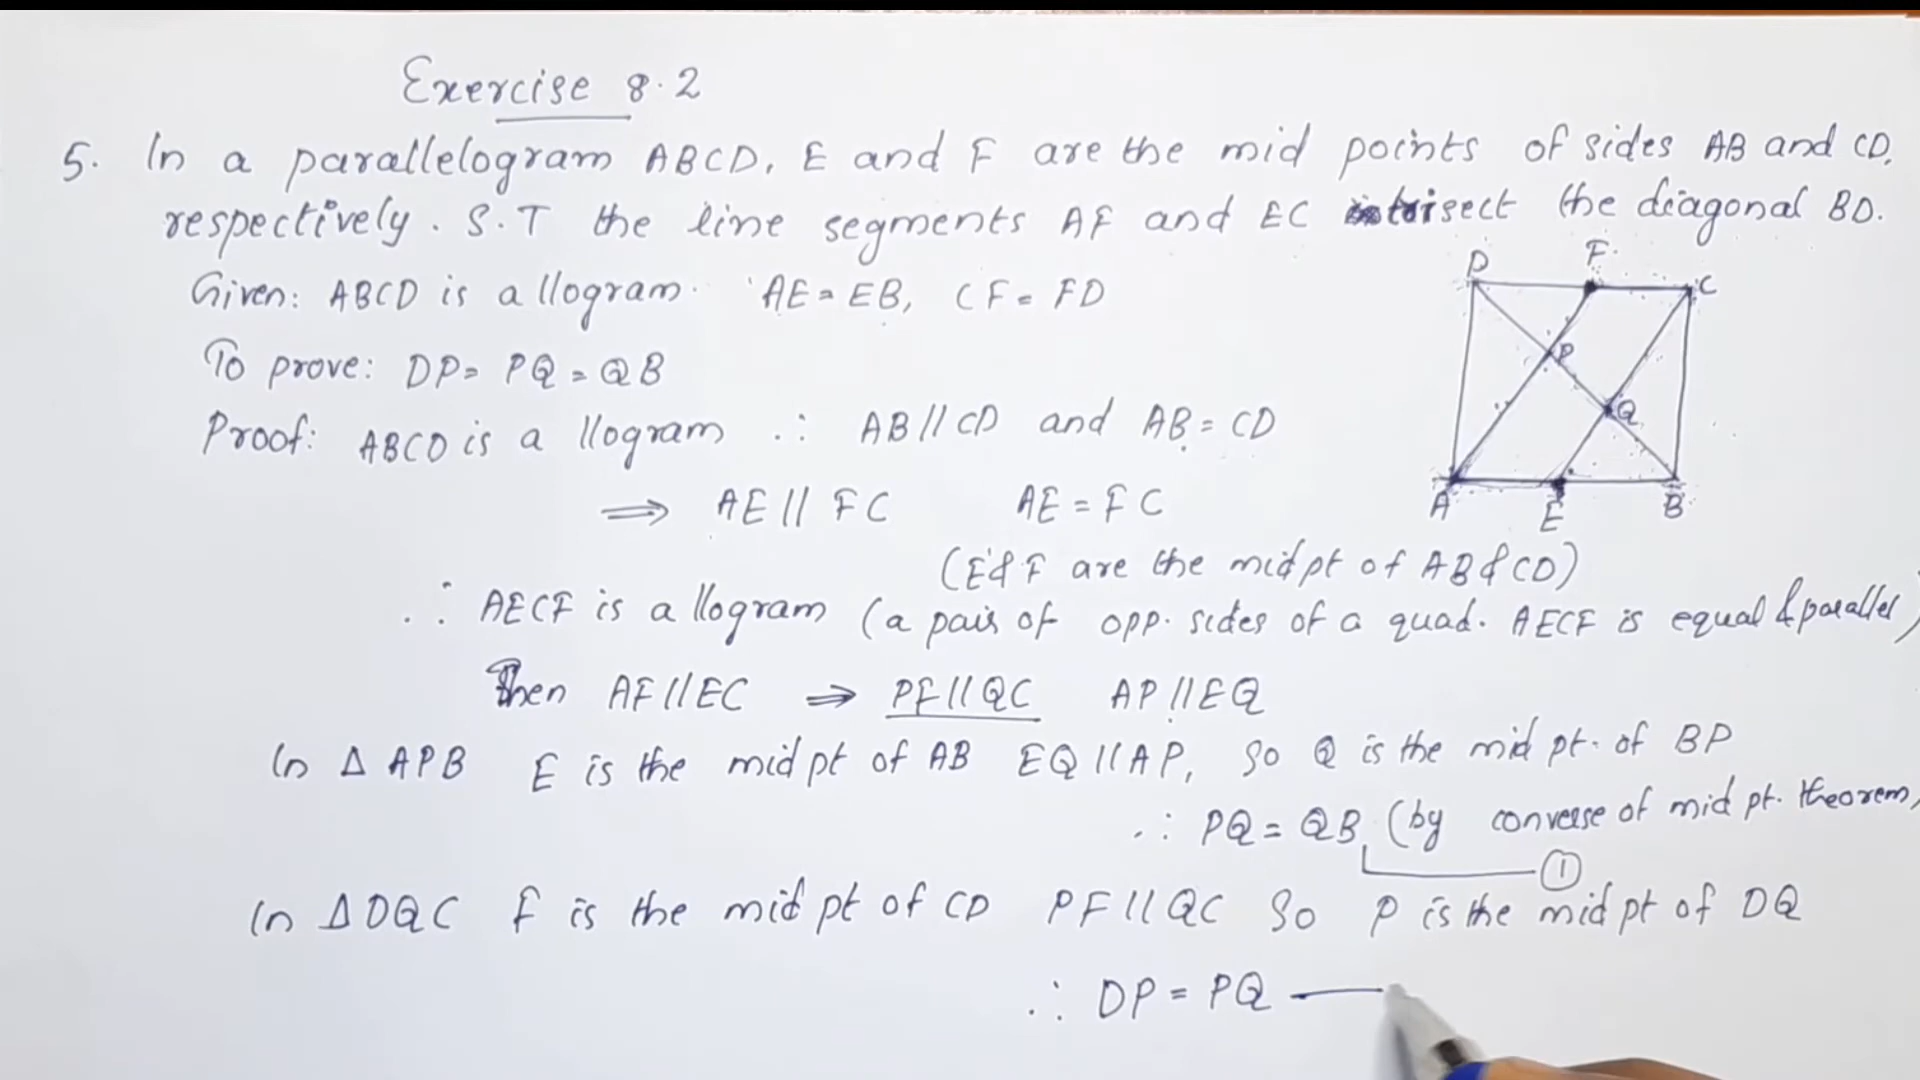 Exercise 8.2
5. In a parallelogram ABCD, E and F are the mid points of sides AB and CD,
respectively. S.T the line segments AF and EC intrisect the diagonal BD.
Given: ABCD is a llogram. AE = EB, CF = FD
To prove: DP = PQ = QB
Proof: ABCD is a llogram ∴ AB // CD and AB = CD
⟹ AE // FC AE = FC
(E & F are the mid pt of AB & CD)
∴ AECF is a llogram (a pair of opp. sides of a quad. AECF is equal & parallel)
Then AF // EC ⟹ PF // QC AP // EQ
In Δ APB E is the mid pt of AB EQ // AP, So Q is the mid pt. of BP
∴ PQ = QB (by converse of mid pt. theorem,
①
In Δ DQC F is the mid pt of CD PF // QC So P is the mid pt of DQ
∴ DP = PQ —
D F C
P
Q
A E B